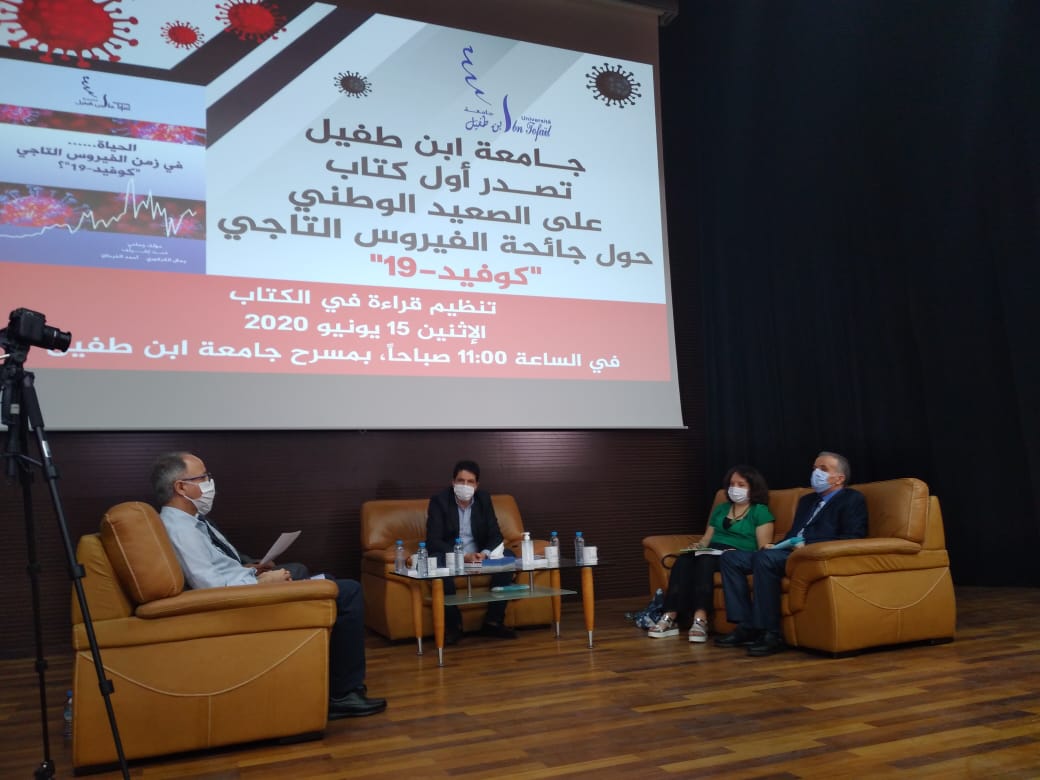 جامعة
ابن طفيل
Université
Ibn Tofail
جـــامعة ابن طفيل
تصــدر أول كتاب
على الصعيد الوطني
حول جائحة الفيروس التاجي
"كوفيد-19"
تنظيم قراءة في الكتاب
الإثنين 15 يونيو 2020
في الساعة 11:00 صباحاً، بمسرح جامعة ابن طفيل
الحياة......
في زمن الفيروس التاجي
"كوفيد-19"؟